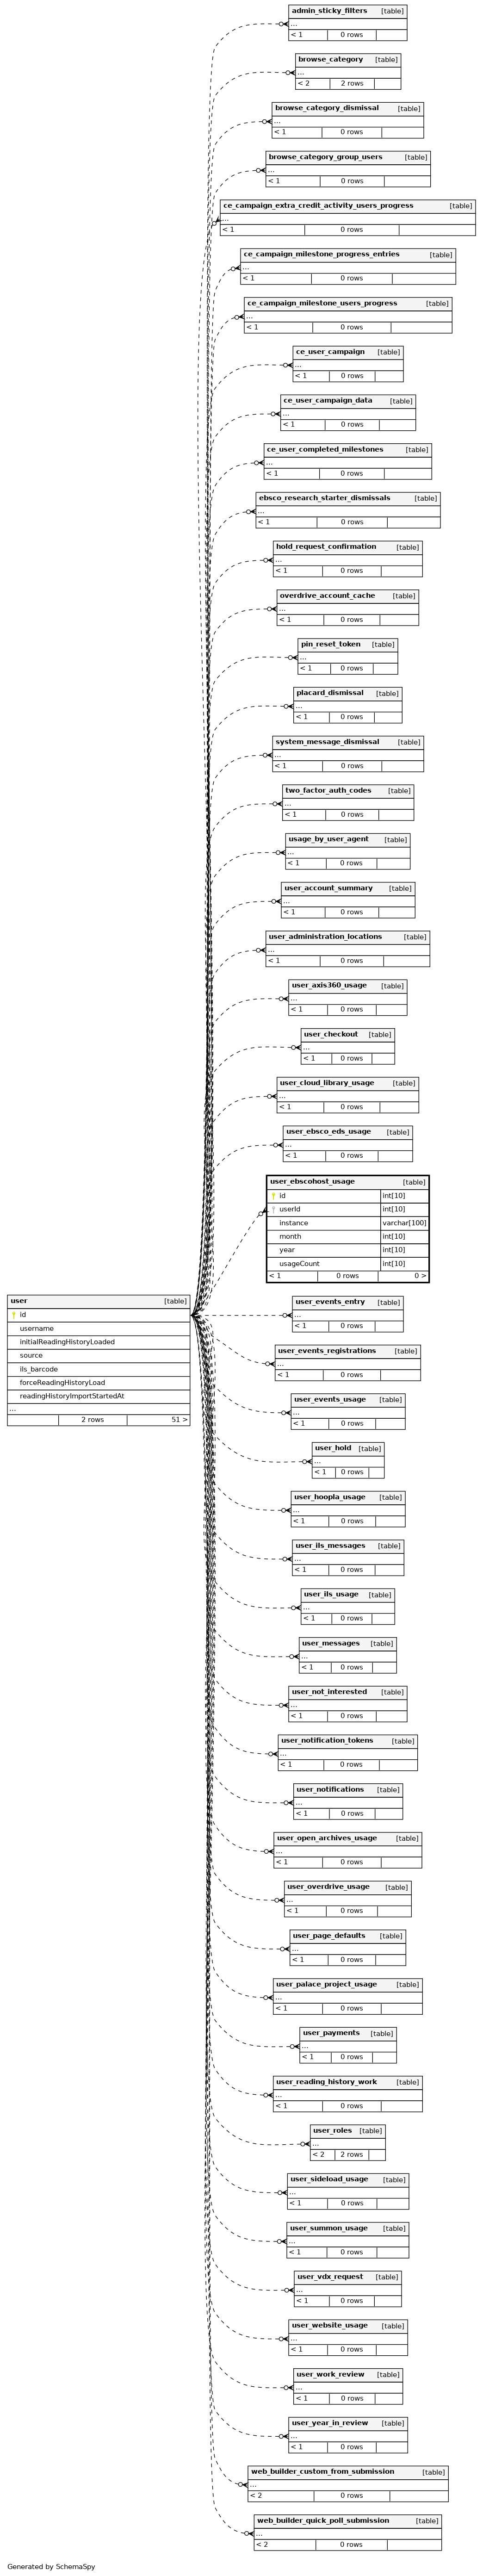 admin_sticky_filters [table]
...
< 1 0 rows
browse_category [table]
...
< 2 2 rows
browse_category_dismissal [table]
...
< 1 0 rows
browse_category_group_users [table]
...
< 1 0 rows
ce_campaign_extra_credit_activity_users_progress [table]
...
< 1 0 rows
ce_campaign_milestone_progress_entries [table]
...
< 1 0 rows
ce_campaign_milestone_users_progress [table]
...
< 1 0 rows
ce_user_campaign [table]
...
< 1 0 rows
ce_user_campaign_data [table]
...
< 1 0 rows
ce_user_completed_milestones [table]
...
< 1 0 rows
ebsco_research_starter_dismissals [table]
...
< 1 0 rows
hold_request_confirmation [table]
...
< 1 0 rows
overdrive_account_cache [table]
...
< 1 0 rows
pin_reset_token [table]
...
< 1 0 rows
placard_dismissal [table]
...
< 1 0 rows
system_message_dismissal [table]
...
< 1 0 rows
two_factor_auth_codes [table]
...
< 1 0 rows
usage_by_user_agent [table]
...
< 1 0 rows
user_account_summary [table]
...
< 1 0 rows
user_administration_locations [table]
...
< 1 0 rows
user_axis360_usage [table]
...
< 1 0 rows
user_checkout [table]
...
< 1 0 rows
user_cloud_library_usage [table]
...
< 1 0 rows
user_ebsco_eds_usage [table]
...
< 1 0 rows
user_ebscohost_usage [table]
id int[10]
userId int[10]
instance varchar[100]
month int[10]
year int[10]
usageCount int[10]
< 1 0 rows 0 >
user [table]
id
username
initialReadingHistoryLoaded
source
ils_barcode
forceReadingHistoryLoad
readingHistoryImportStartedAt
...
2 rows 51 >
user_events_entry [table]
...
< 1 0 rows
user_events_registrations [table]
...
< 1 0 rows
user_events_usage [table]
...
< 1 0 rows
user_hold [table]
...
< 1 0 rows
user_hoopla_usage [table]
...
< 1 0 rows
user_ils_messages [table]
...
< 1 0 rows
user_ils_usage [table]
...
< 1 0 rows
user_messages [table]
...
< 1 0 rows
user_not_interested [table]
...
< 1 0 rows
user_notification_tokens [table]
...
< 1 0 rows
user_notifications [table]
...
< 1 0 rows
user_open_archives_usage [table]
...
< 1 0 rows
user_overdrive_usage [table]
...
< 1 0 rows
user_page_defaults [table]
...
< 1 0 rows
user_palace_project_usage [table]
...
< 1 0 rows
user_payments [table]
...
< 1 0 rows
user_reading_history_work [table]
...
< 1 0 rows
user_roles [table]
...
< 2 2 rows
user_sideload_usage [table]
...
< 1 0 rows
user_summon_usage [table]
...
< 1 0 rows
user_vdx_request [table]
...
< 1 0 rows
user_website_usage [table]
...
< 1 0 rows
user_work_review [table]
...
< 1 0 rows
user_year_in_review [table]
...
< 1 0 rows
web_builder_custom_from_submission [table]
...
< 2 0 rows
web_builder_quick_poll_submission [table]
...
< 2 0 rows
Generated by SchemaSpy